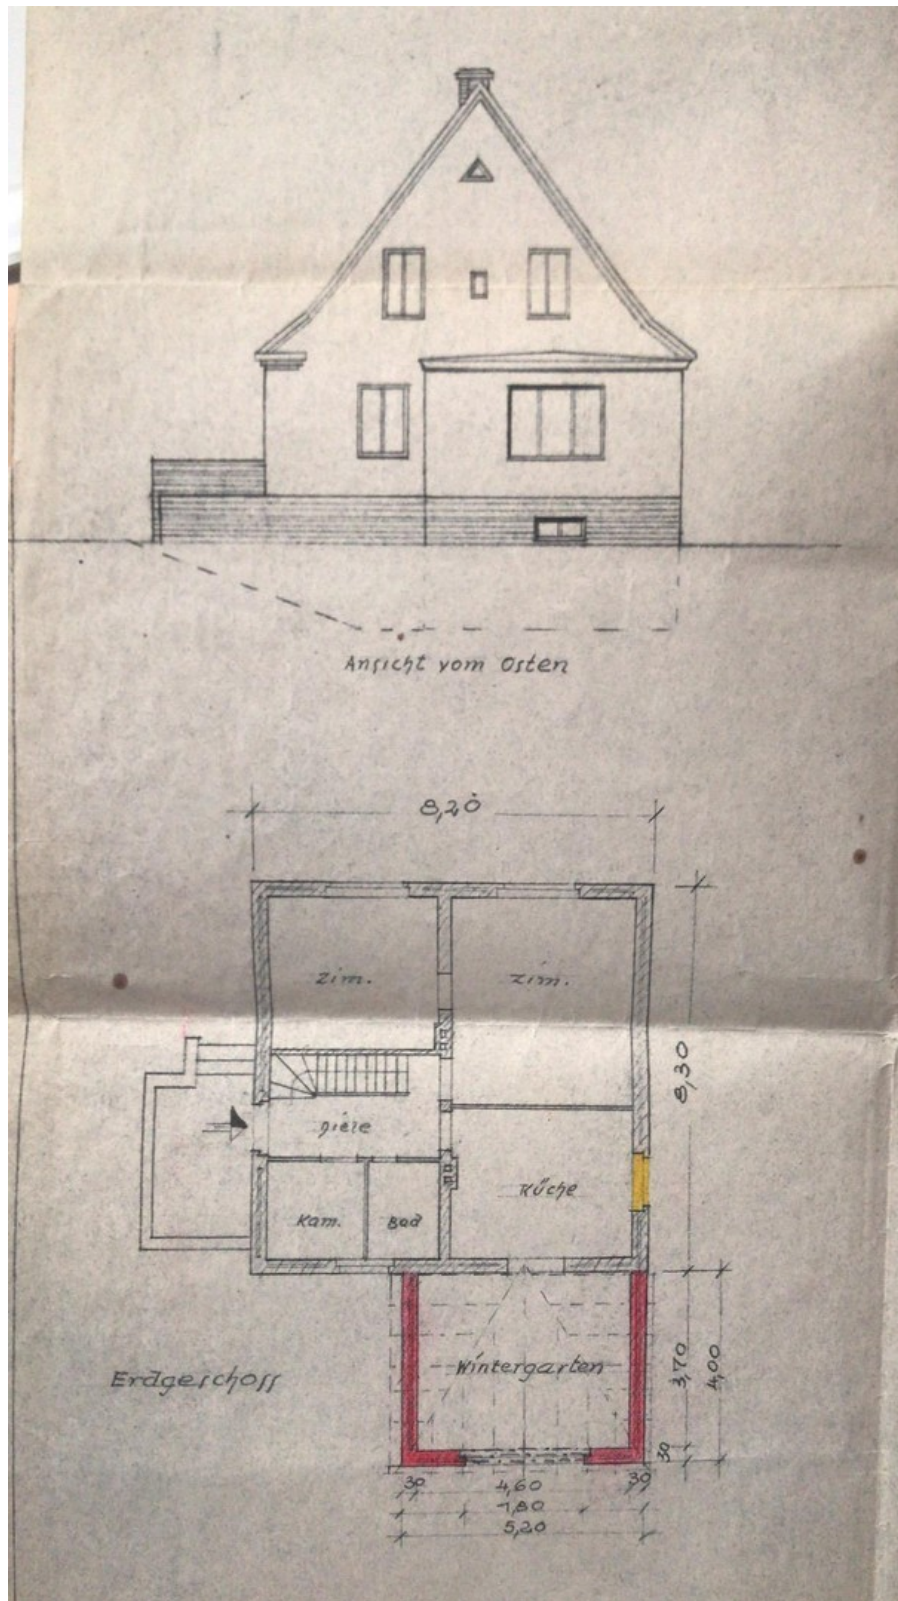 Ansicht vom Osten
8,20
Zim.
Zim.
8,30
Diele
Küche
Kam.
Bad
Wintergarten
3,70
4,00
Erdgeschoss
30
30
4,60
30
1,80
5,20